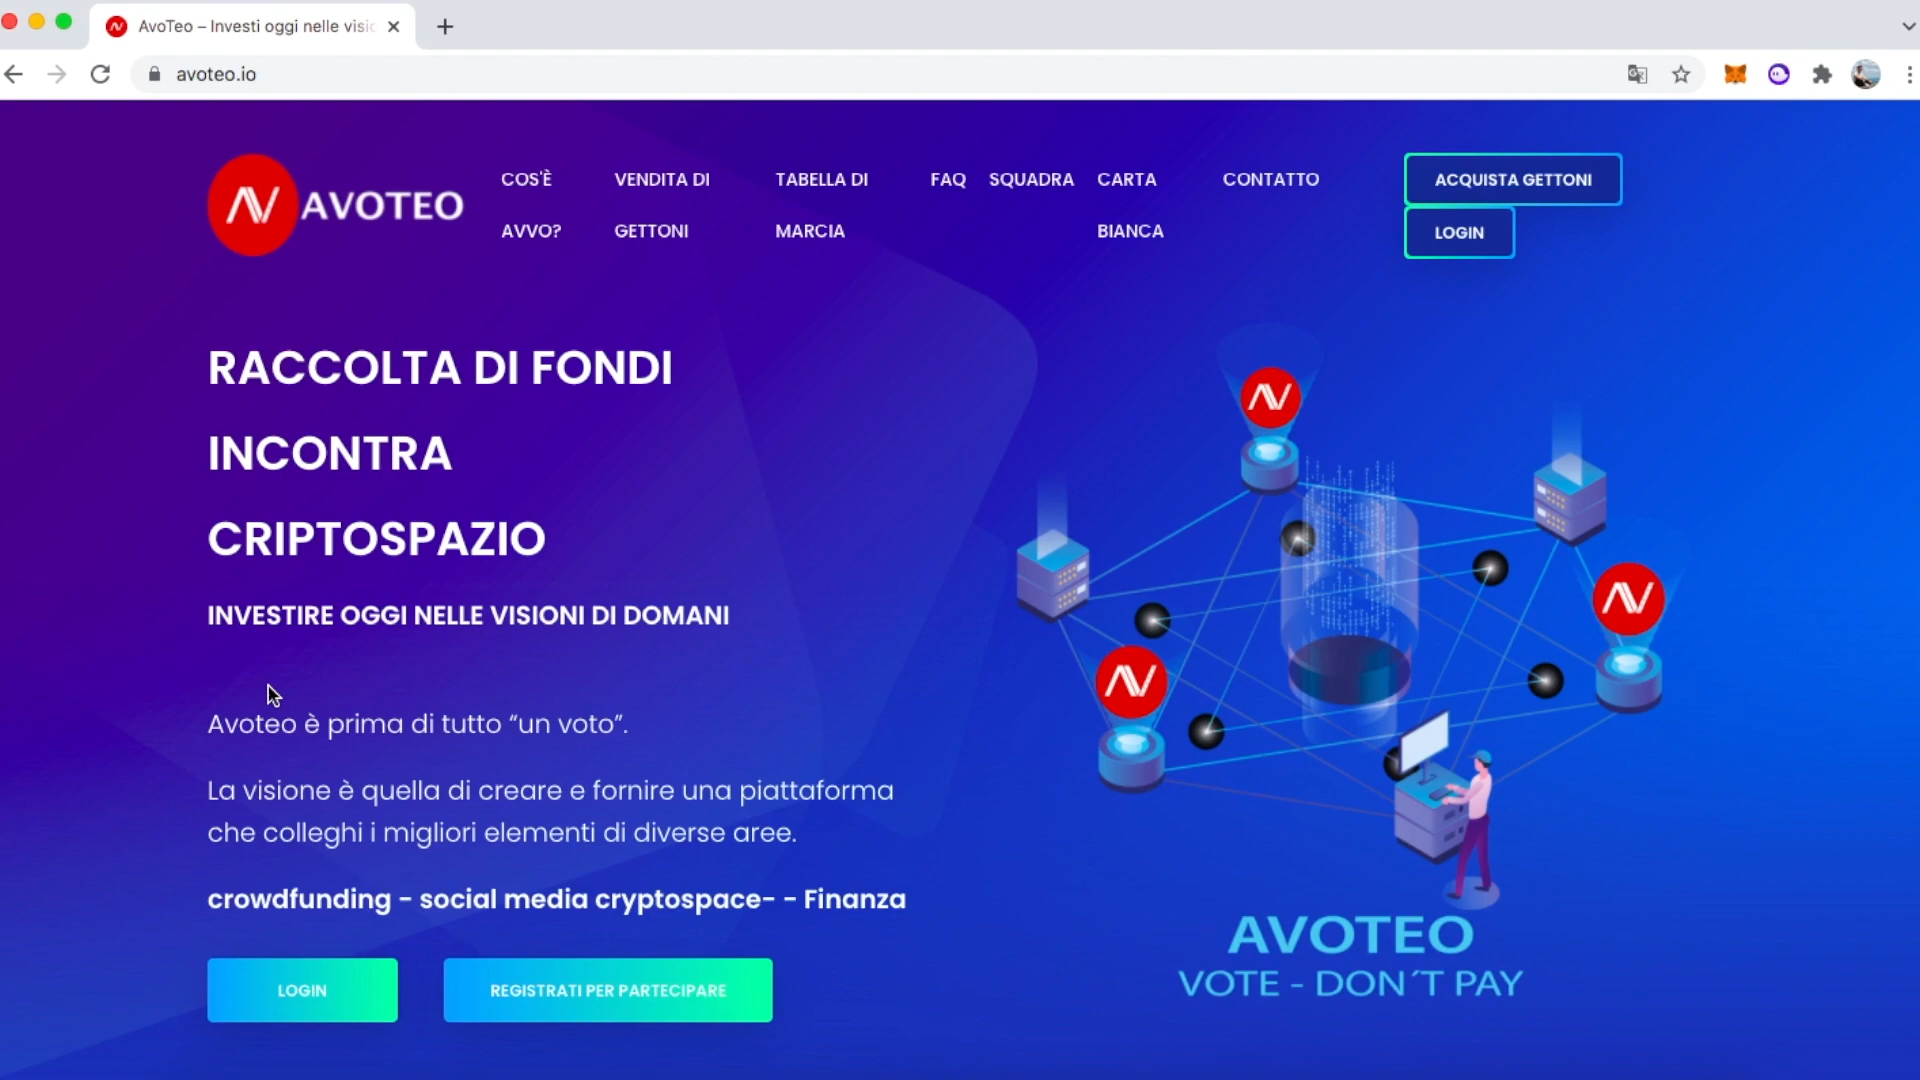 AvoTeo – Investi oggi nelle visi
avoteo.io
AVOTEO
COS'È AVVO?
VENDITA DI GETTONI
TABELLA DI MARCIA
FAQ
SQUADRA
CARTA BIANCA
CONTATTO
ACQUISTA GETTONI
LOGIN
RACCOLTA DI FONDI
INCONTRA
CRIPTOSPAZIO
INVESTIRE OGGI NELLE VISIONI DI DOMANI
Avoteo è prima di tutto “un voto”.
La visione è quella di creare e fornire una piattaforma
che colleghi i migliori elementi di diverse aree.
crowdfunding - social media cryptospace- - Finanza
LOGIN
REGISTRATI PER PARTECIPARE
AVOTEO
VOTE - DON´T PAY